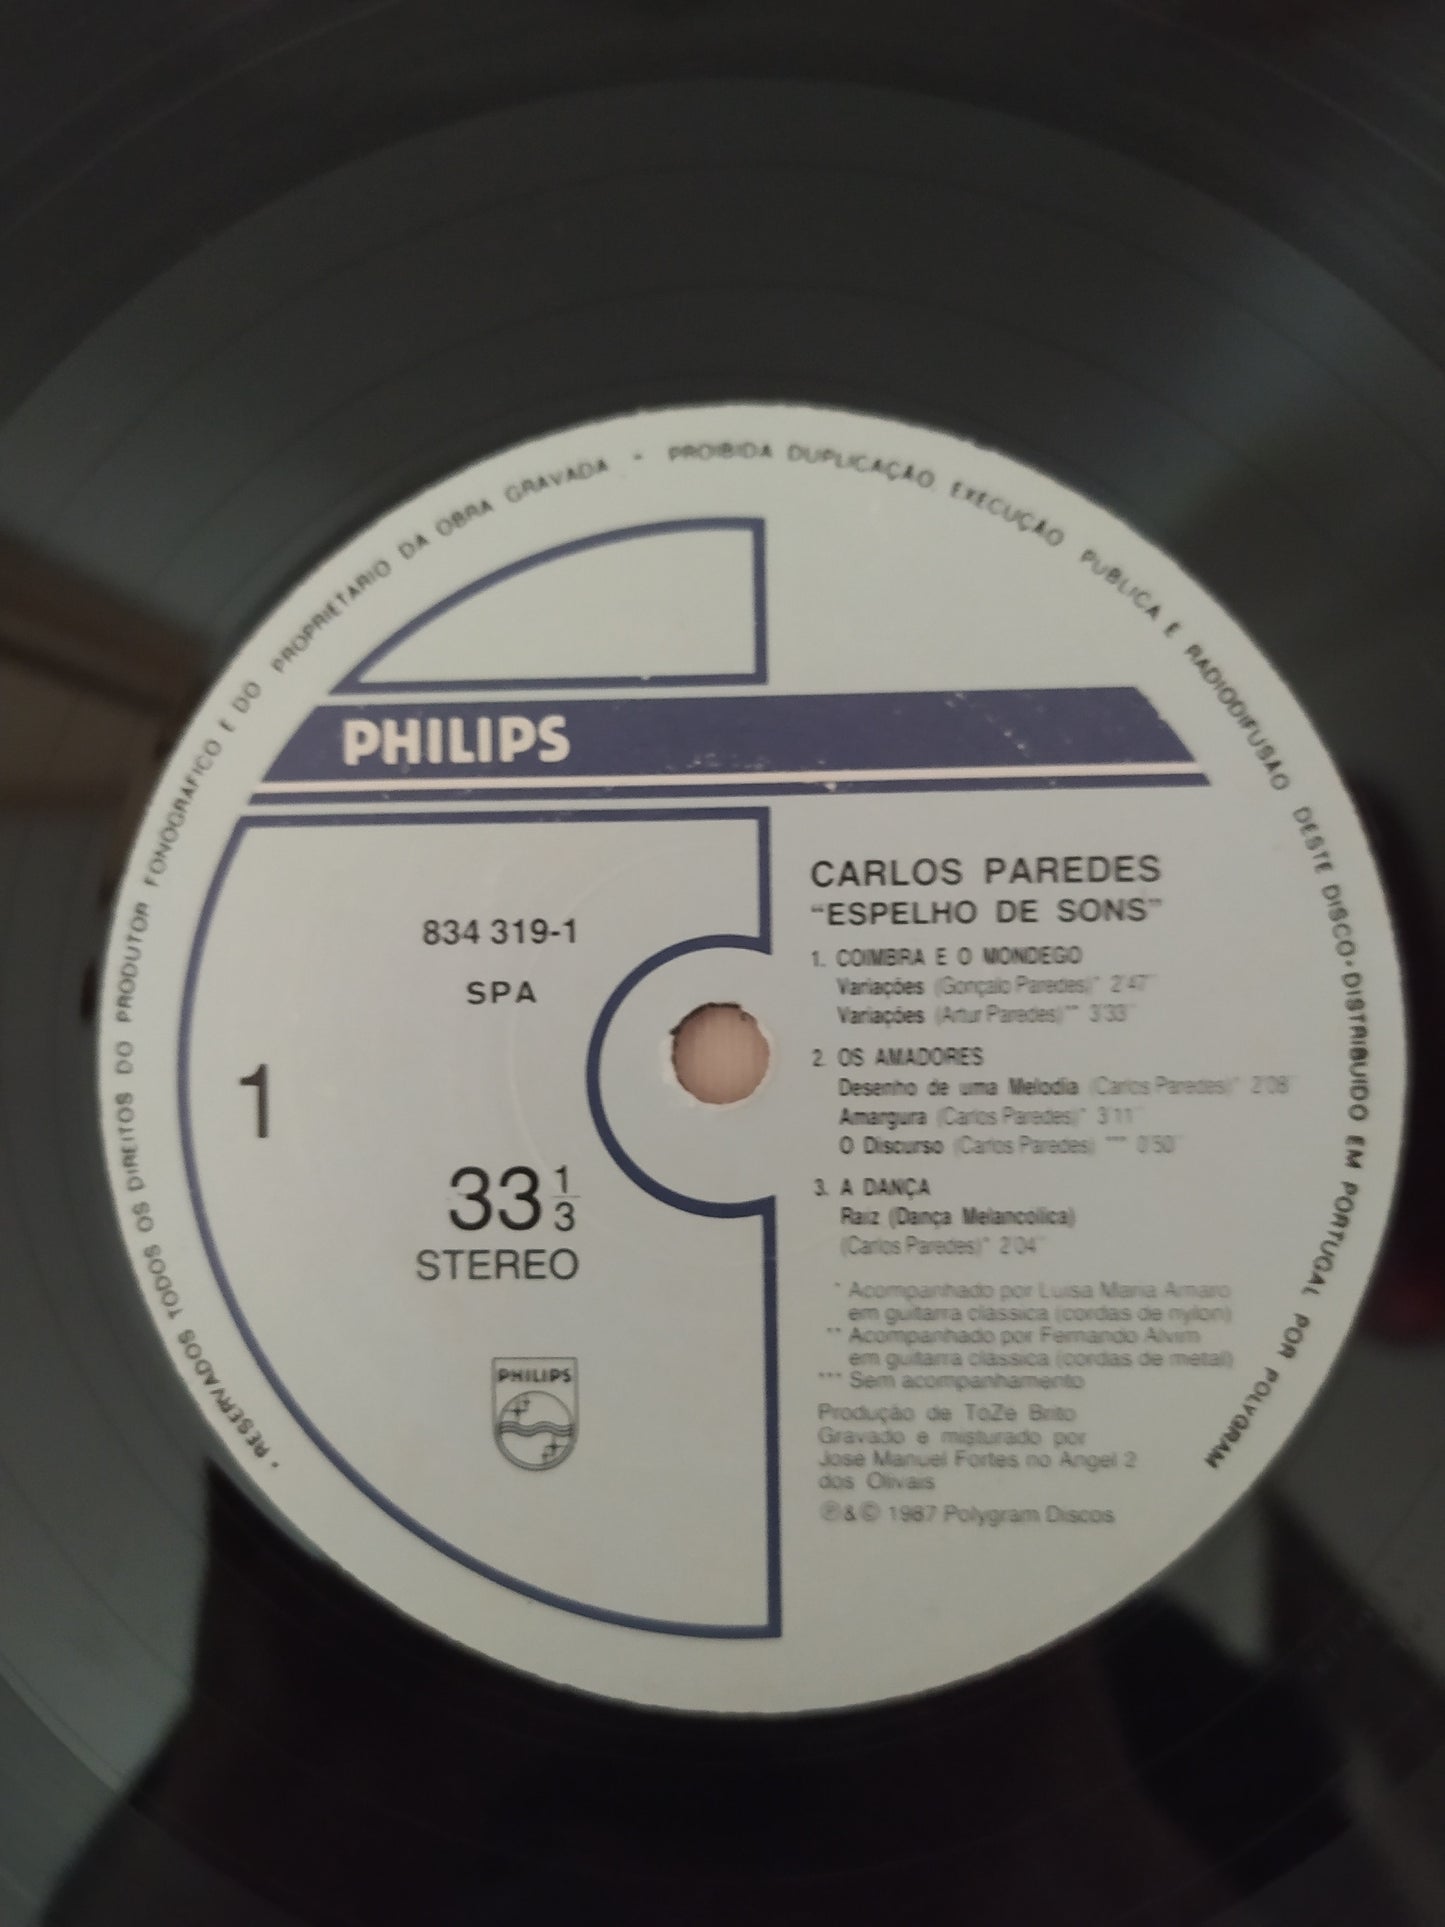 • RESERVADOS TODOS OS DIREITOS DO PRODUTOR FONOGRAFICO E DO PROPRIETARIO DA OBRA GRAVADA • PROIBIDA DUPLICAÇÃO, EXECUÇÃO PUBLICA E RADIODIFUSAO DESTE DISCO • DISTRIBUIDO EM PORTUGAL POR POLYGRAM
PHILIPS
834 319-1
SPA
1
33 1/3
STEREO
PHILIPS
CARLOS PAREDES
"ESPELHO DE SONS"
1. COIMBRA E O MONDEGO
Variações (Gonçalo Paredes)* 2'47''
Variações (Artur Paredes)** 3'33''
2. OS AMADORES
Desenho de uma Melodia (Carlos Paredes)* 2'08''
Amargura (Carlos Paredes)* 3'11''
O Discurso (Carlos Paredes) *** 0'50''
3. A DANÇA
Raiz (Dança Melancólica)
(Carlos Paredes)* 2'04''
* Acompanhado por Luisa Maria Amaro
em guitarra clássica (cordas de nylon)
** Acompanhado por Fernando Alvim
em guitarra clássica (cordas de metal)
*** Sem acompanhamento
Produção de TóZé Brito
Gravado e misturado por
José Manuel Fortes no Angel 2
dos Olivais
℗ & © 1987 Polygram Discos